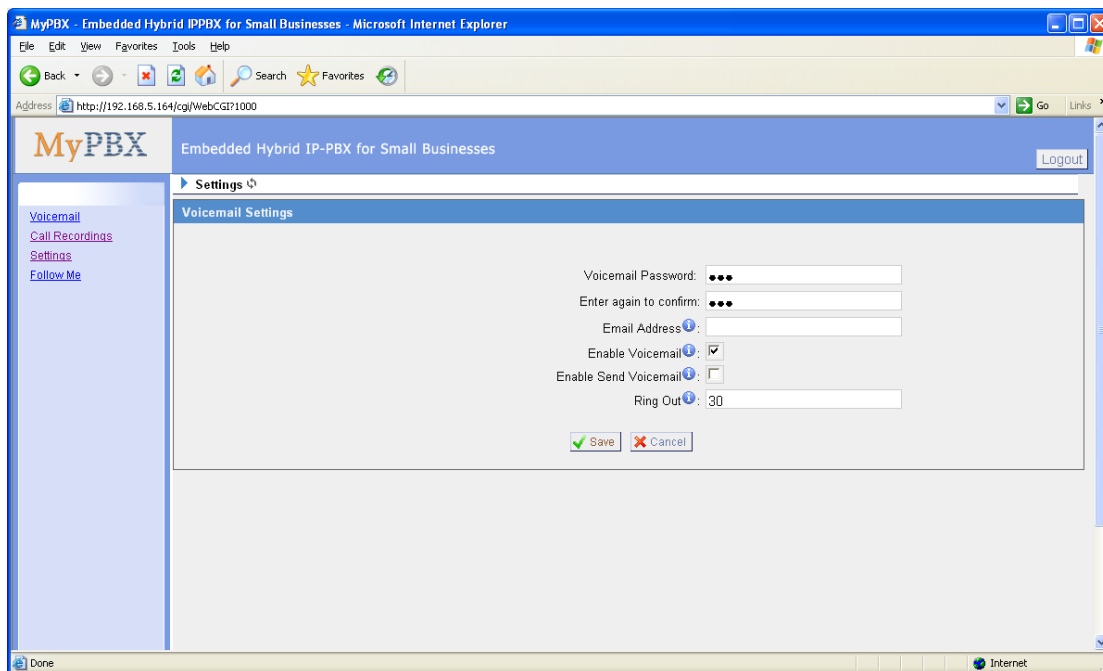 MyPBX - Embedded Hybrid IPPBX for Small Businesses - Microsoft Internet Explorer
File Edit View Favorites Tools Help
Back Search Favorites
Address http://192.168.5.164/cgi/WebCGI?1000 Go Links
MyPBX
Embedded Hybrid IP-PBX for Small Businesses
Logout
Settings
Voicemail Settings
Voicemail
Call Recordings
Settings
Follow Me
Voicemail Password: •••
Enter again to confirm: •••
Email Address :
Enable Voicemail :
Enable Send Voicemail :
Ring Out : 30
Save Cancel
Done Internet